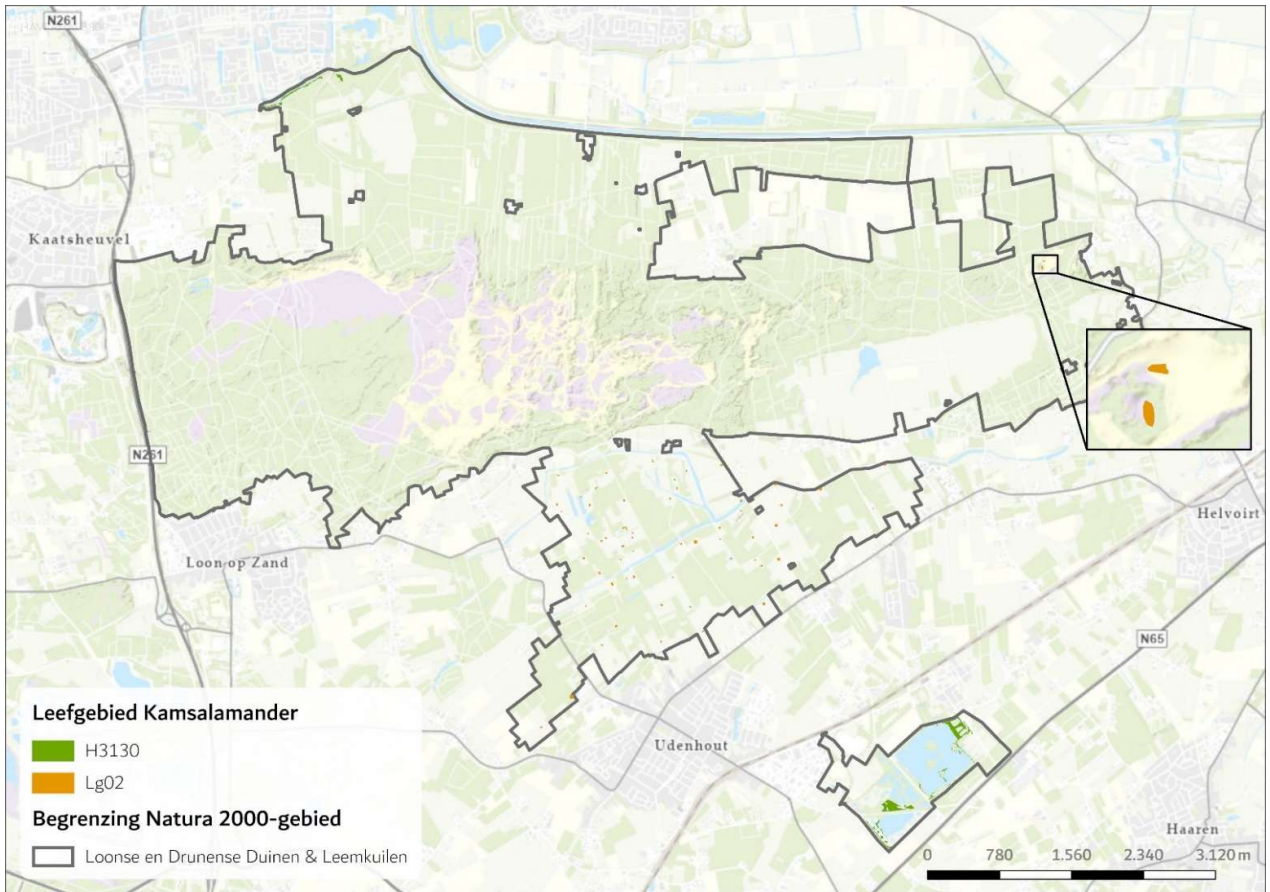 N261
Kaatsheuvel
N261
Loon op Zand
Helvoirt
N65
Udenhout
Haaren
Leefgebied Kamsalamander
H3130
Lg02
Begrenzing Natura 2000-gebied
Loonse en Drunense Duinen & Leemkuilen
0 780 1.560 2.340 3.120 m